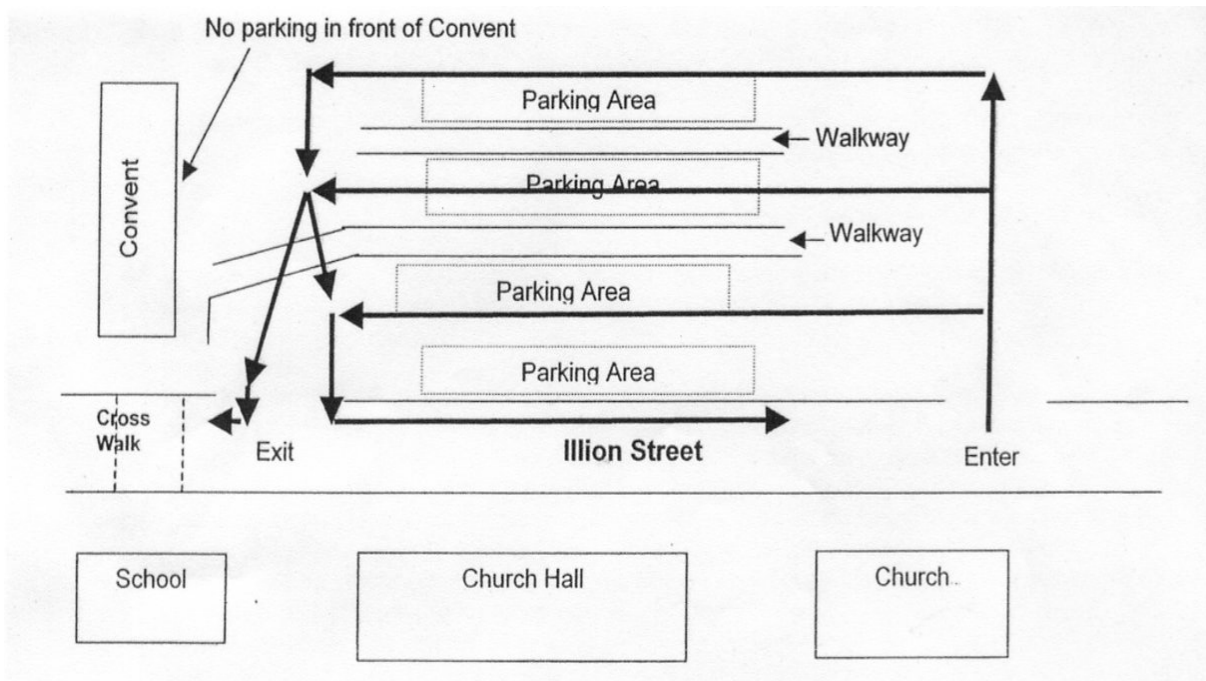 No parking in front of Convent
Parking Area
Walkway
Parking Area
Convent
Walkway
Parking Area
Parking Area
Cross
Walk
Exit
Illion Street
Enter
School
Church Hall
Church